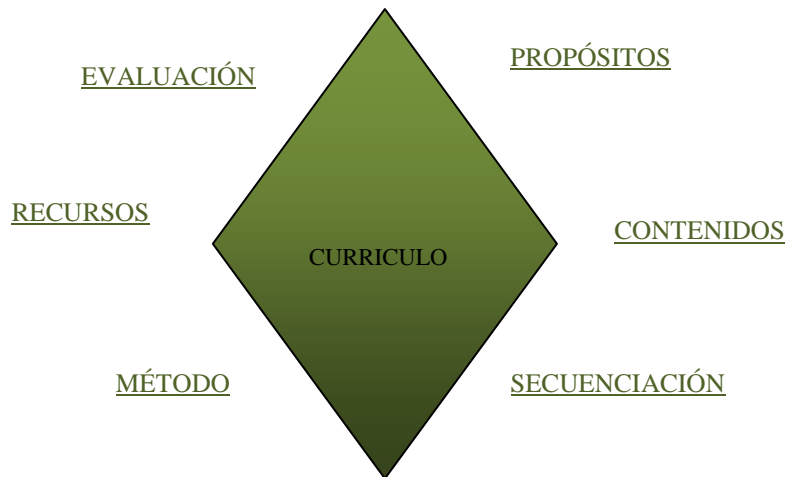 PROPÓSITOS
EVALUACIÓN
RECURSOS
CONTENIDOS
CURRICULO
MÉTODO
SECUENCIACIÓN